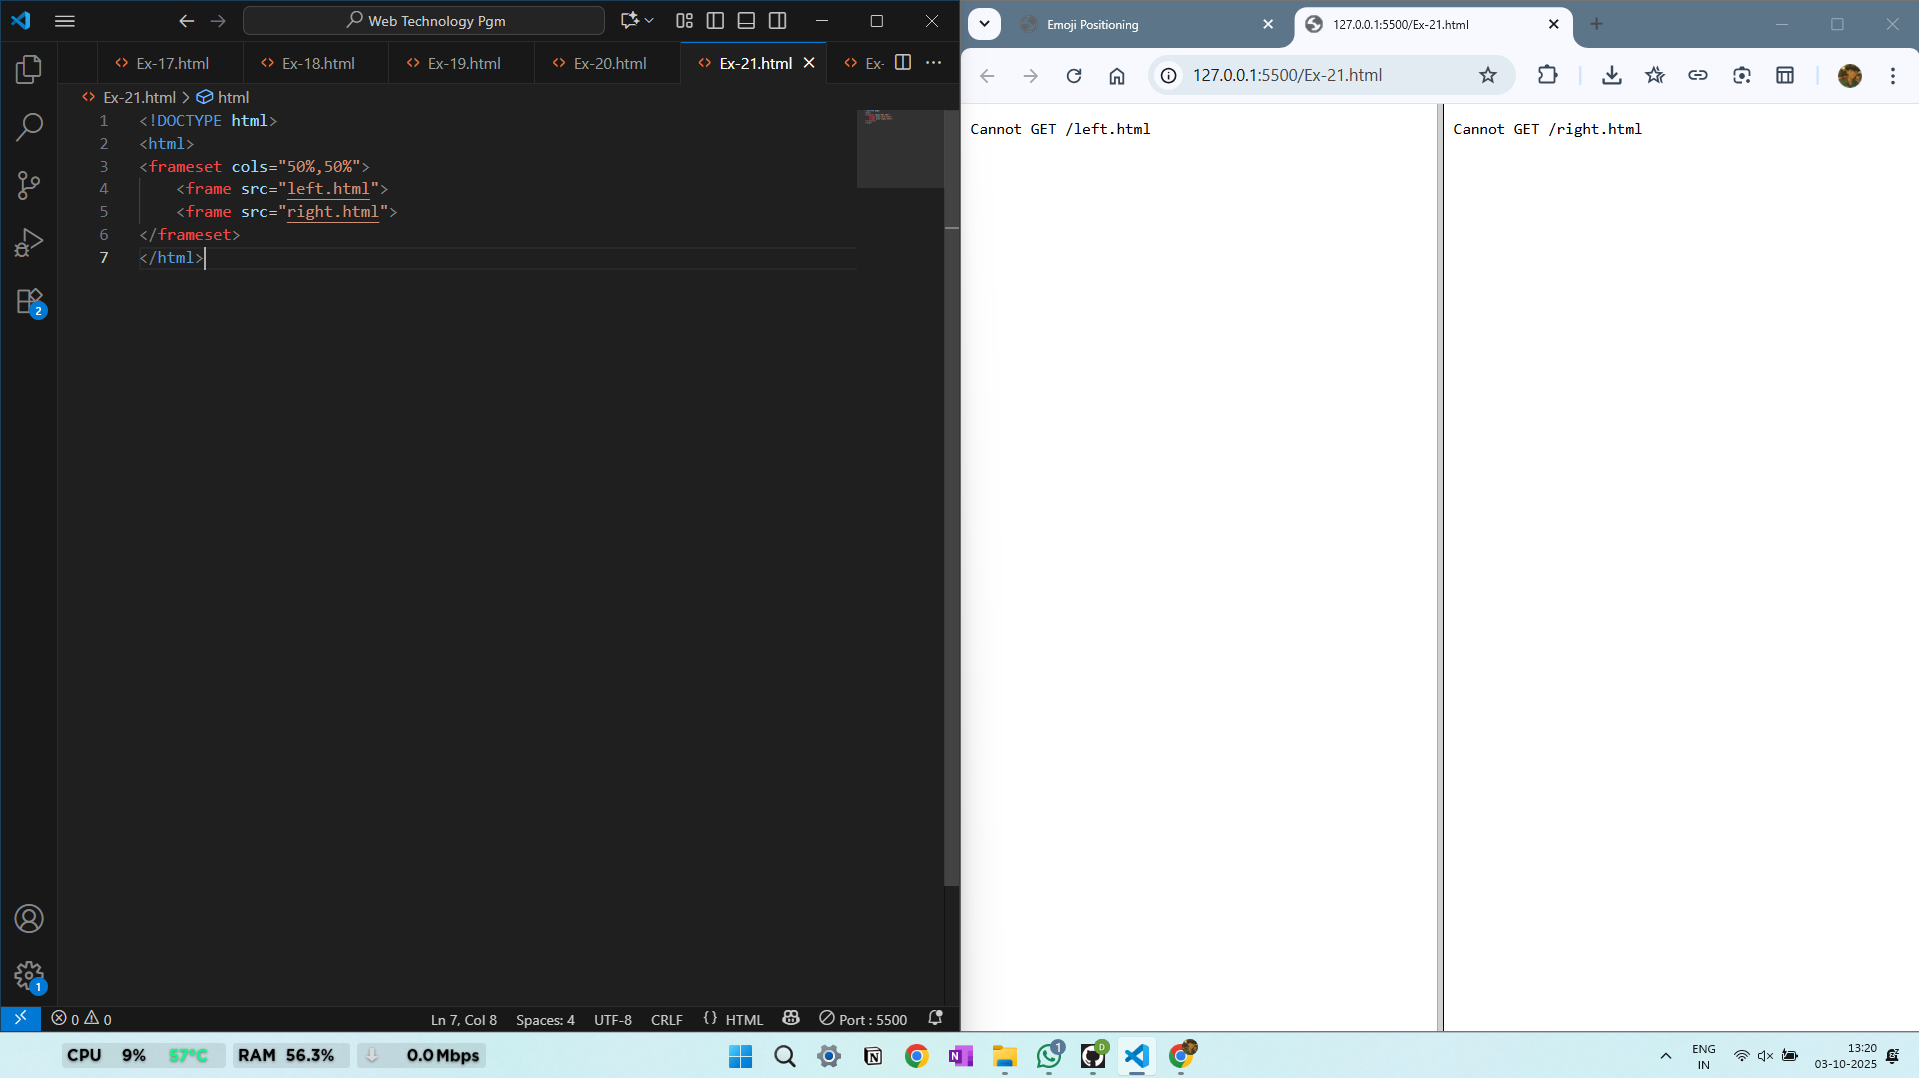 Web Technology Pgm
Ex-17.html
Ex-18.html
Ex-19.html
Ex-20.html
Ex-21.html
Ex-
Ex-21.html > html
1 <!DOCTYPE html>
2 <html>
3 <frameset cols="50%,50%">
4 <frame src="left.html">
5 <frame src="right.html">
6 </frameset>
7 </html>
2
1
0 0
Ln 7, Col 8
Spaces: 4
UTF-8
CRLF
{} HTML
Port : 5500
Emoji Positioning
127.0.0.1:5500/Ex-21.html
127.0.0.1:5500/Ex-21.html
Cannot GET /left.html
Cannot GET /right.html
CPU 9% 57°C
RAM 56.3%
0.0 Mbps
1
D
ENG
IN
13:20
03-10-2025